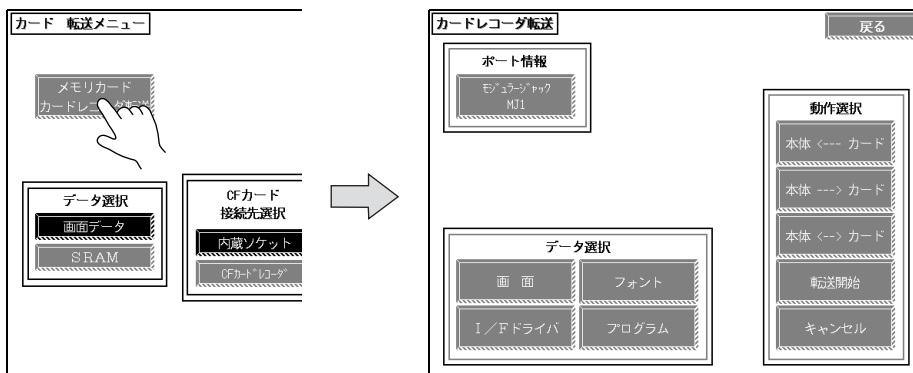 カード 転送メニュー
メモリカード
カードレコーダ転送
データ選択
画面データ
SRAM
CFカード
接続先選択
内蔵ソケット
CFｶｰﾄﾞﾚｺｰﾀﾞ
カードレコーダ転送
戻る
ポート情報
ﾓｼﾞｭﾗｰｼﾞｬｯｸ
MJ1
動作選択
本体 <--- カード
本体 ---> カード
本体 <--> カード
転送開始
キャンセル
データ選択
画 面
フォント
I／Fドライバ
プログラム